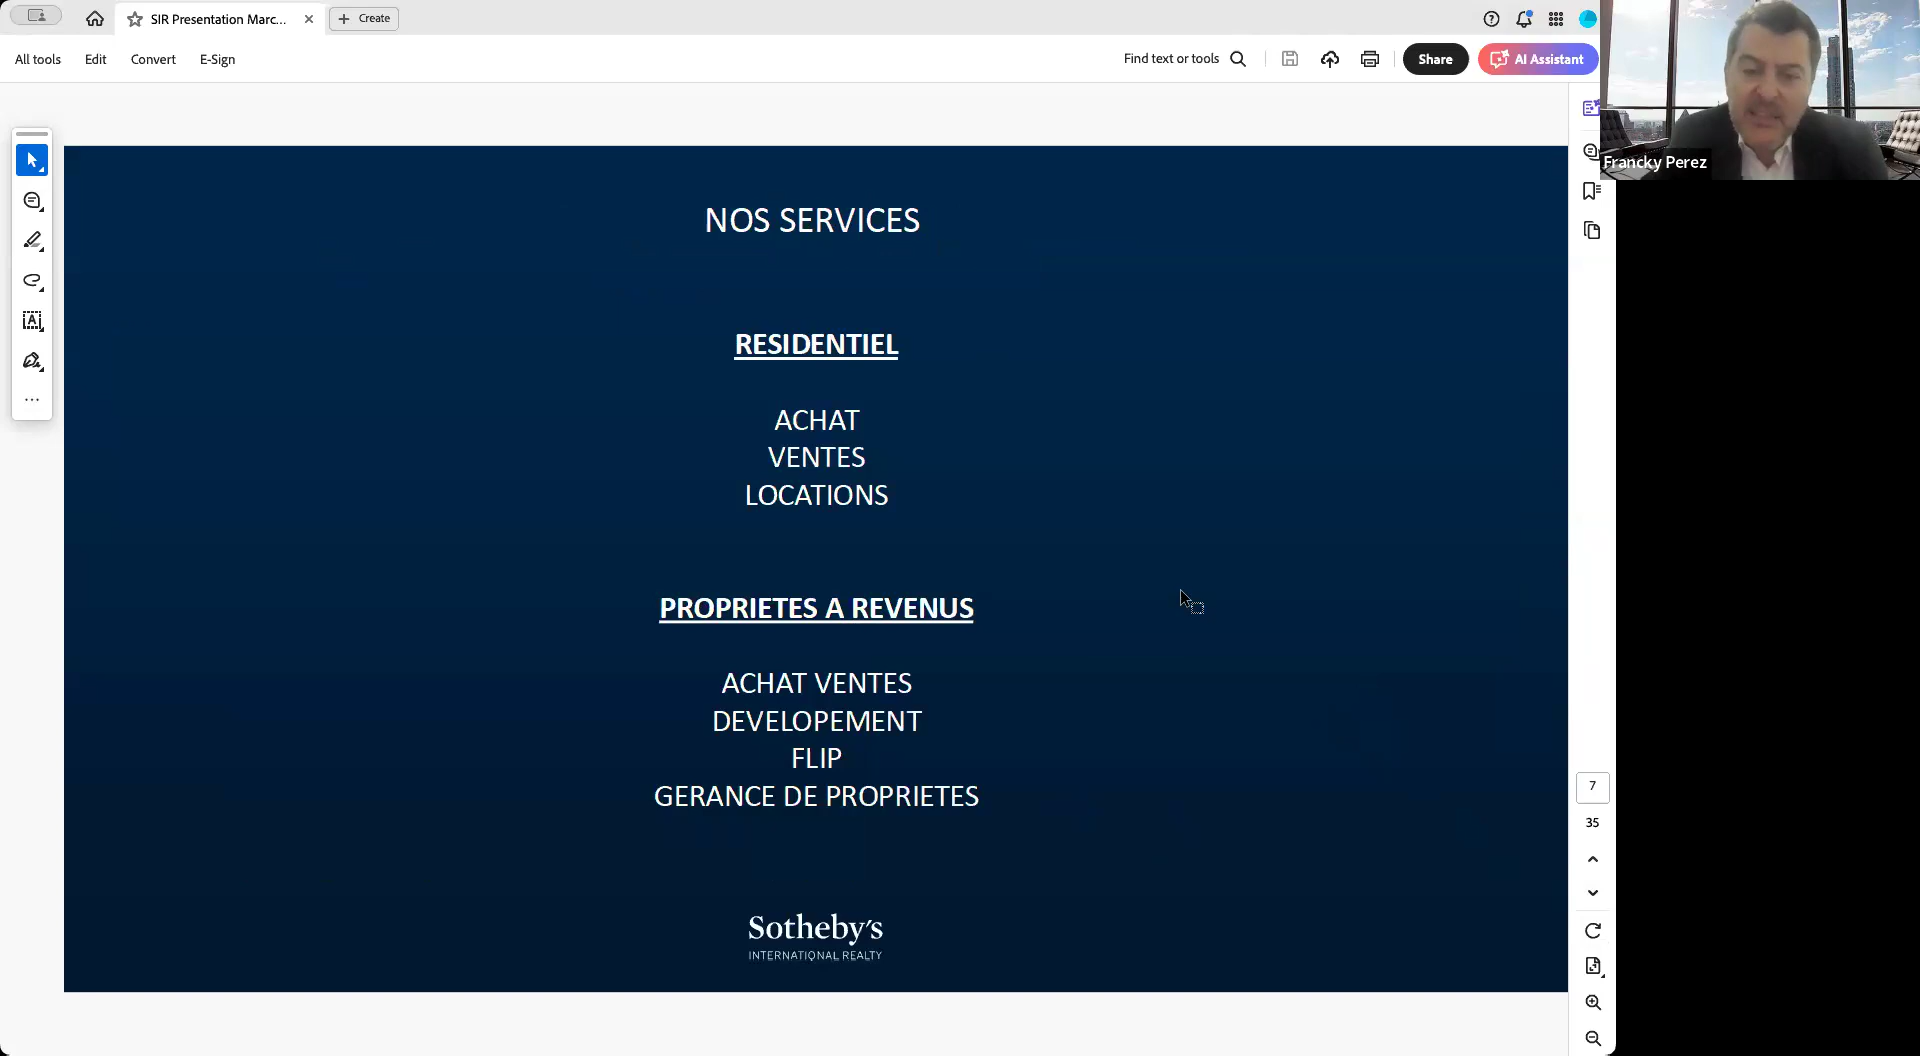 SIR Presentation Marc...
Create
All tools
Edit
Convert
E-Sign
Find text or tools
Share
AI Assistant
Francky Perez
NOS SERVICES
RESIDENTIEL
ACHAT
VENTES
LOCATIONS
PROPRIETES A REVENUS
ACHAT VENTES
DEVELOPEMENT
FLIP
GERANCE DE PROPRIETES
Sotheby's
INTERNATIONAL REALTY
7
35